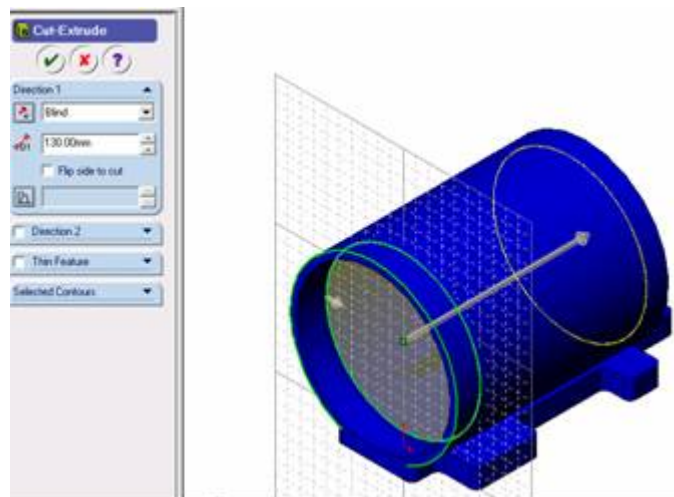 Cut-Extrude
?
Direction 1
Blind
130.00mm
Flip side to cut
Direction 2
Thin Feature
Selected Contours